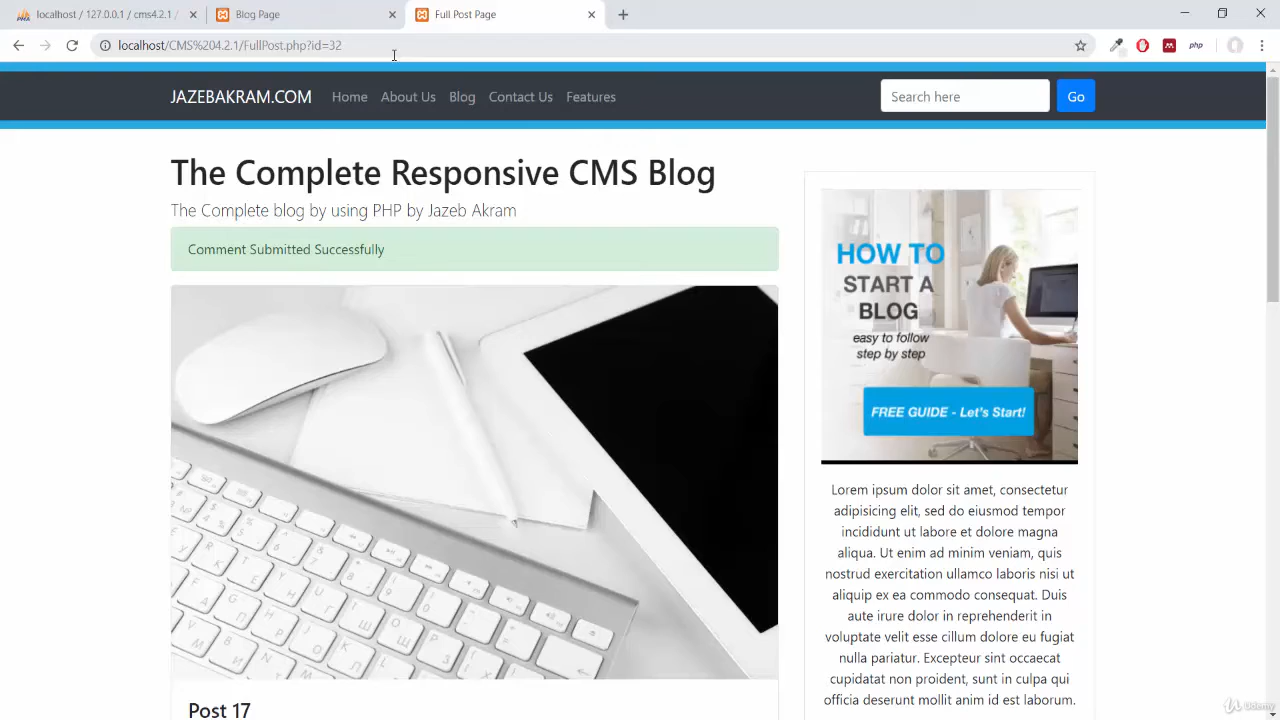 localhost / 127.0.0.1 / cms4.2.1 /
Blog Page
Full Post Page
localhost/CMS%204.2.1/FullPost.php?id=32
php
JAZEBAKRAM.COM
Home
About Us
Blog
Contact Us
Features
Search here
Go
The Complete Responsive CMS Blog
The Complete blog by using PHP by Jazeb Akram
Comment Submitted Successfully
Post 17
HOW TO
START A
BLOG
easy to follow
step by step
FREE GUIDE - Let's Start!
Lorem ipsum dolor sit amet, consectetur
adipisicing elit, sed do eiusmod tempor
incididunt ut labore et dolore magna
aliqua. Ut enim ad minim veniam, quis
nostrud exercitation ullamco laboris nisi ut
aliquip ex ea commodo consequat. Duis
aute irure dolor in reprehenderit in
voluptate velit esse cillum dolore eu fugiat
nulla pariatur. Excepteur sint occaecat
cupidatat non proident, sunt in culpa qui
officia deserunt mollit anim id est laborum.
Udemy